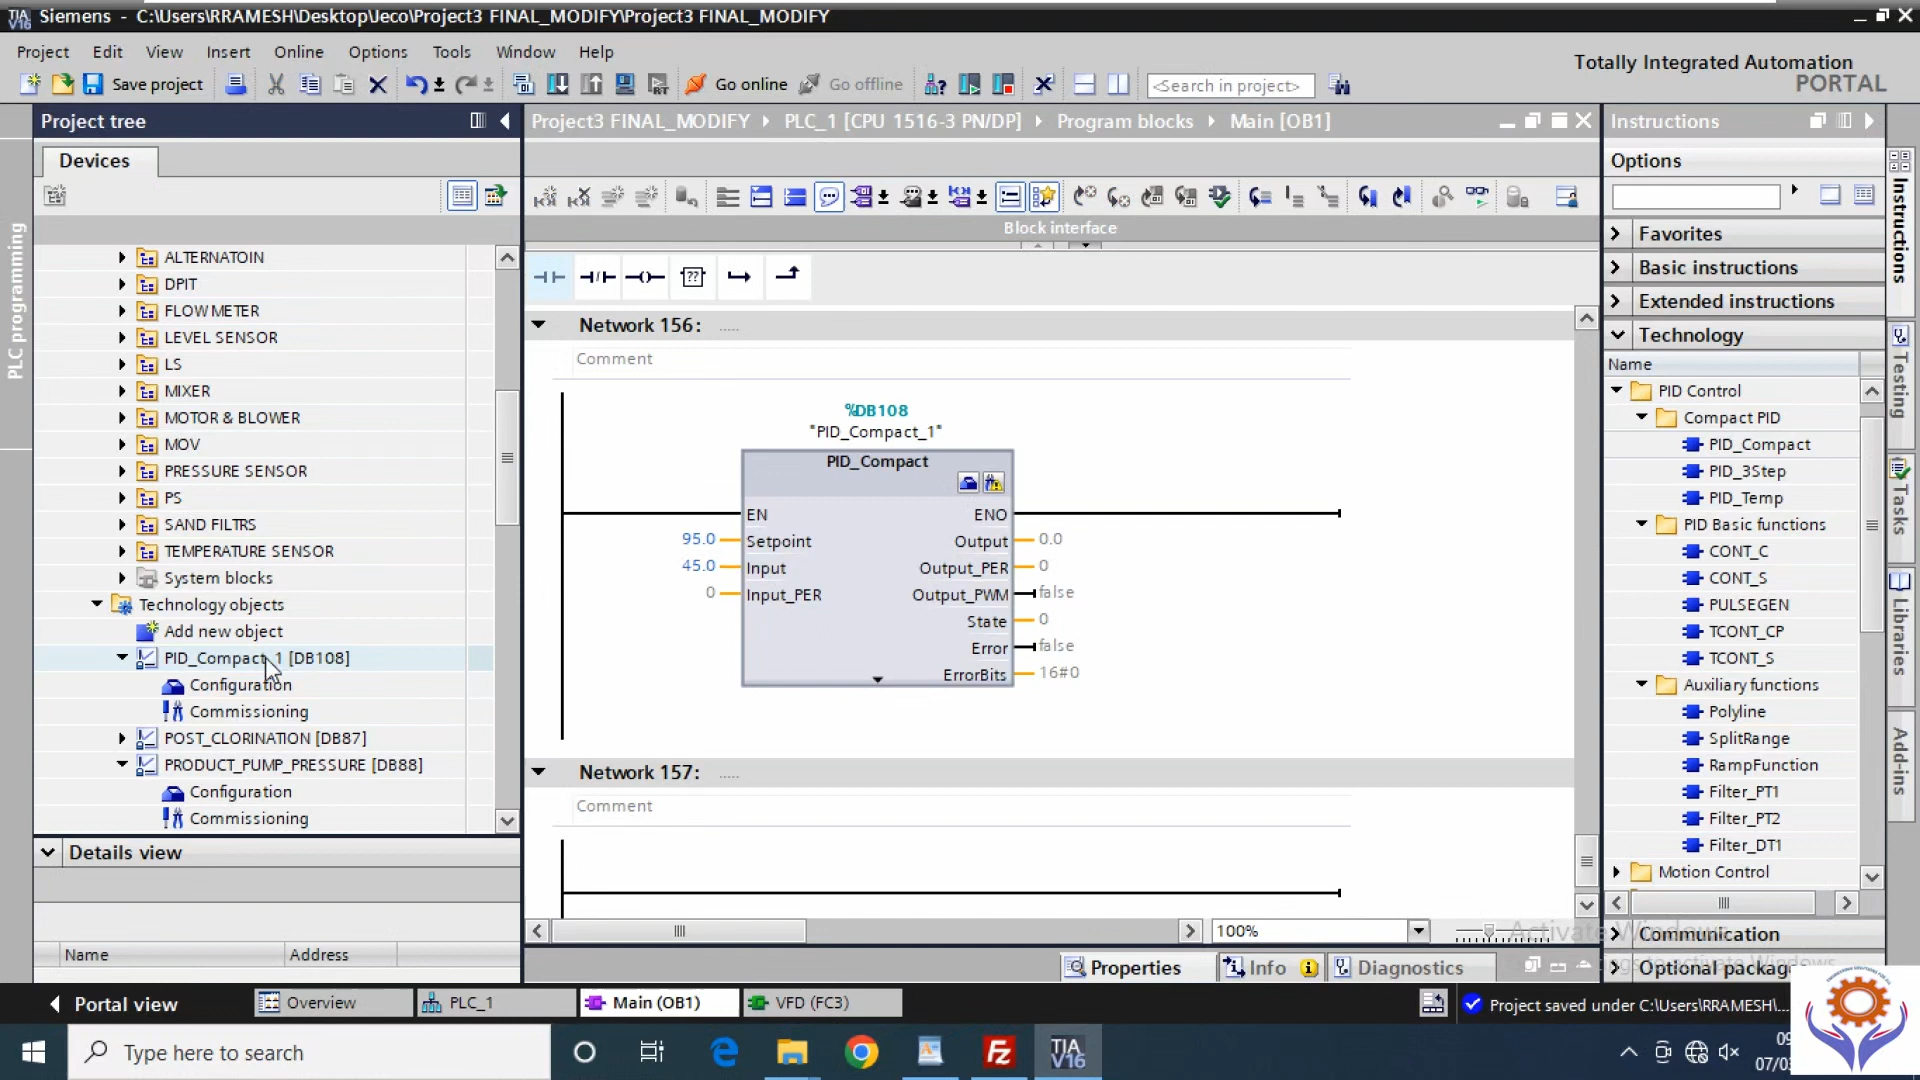 Siemens - C:\Users\RRAMESH\Desktop\Jeco\Project3 FINAL_MODIFY\Project3 FINAL_MODIFY
TIA V16
Project Edit View Insert Online Options Tools Window Help
Totally Integrated Automation
PORTAL
Save project Go online Go offline <Search in project>
Project tree
Project3 FINAL_MODIFY PLC_1 [CPU 1516-3 PN/DP] Program blocks Main [OB1]
Instructions
Devices
Options
Block interface
PLC programming
ALTERNATOIN
DPIT
FLOW METER
LEVEL SENSOR
LS
MIXER
MOTOR & BLOWER
MOV
PRESSURE SENSOR
PS
SAND FILTRS
TEMPERATURE SENSOR
System blocks
Technology objects
Add new object
PID_Compact_1 [DB108]
Configuration
Commissioning
POST_CLORINATION [DB87]
PRODUCT_PUMP_PRESSURE [DB88]
Configuration
Commissioning
Details view
Name Address
??
Network 156: .....
Comment
%DB108
"PID_Compact_1"
PID_Compact
EN ENO
95.0 Setpoint Output 0.0
45.0 Input Output_PER 0
0 Input_PER Output_PWM false
State 0
Error false
ErrorBits 16#0
Network 157: .....
Comment
100%
Properties Info Diagnostics
Favorites
Basic instructions
Extended instructions
Technology
Name
PID Control
Compact PID
PID_Compact
PID_3Step
PID_Temp
PID Basic functions
CONT_C
CONT_S
PULSEGEN
TCONT_CP
TCONT_S
Auxiliary functions
Polyline
SplitRange
RampFunction
Filter_PT1
Filter_PT2
Filter_DT1
Motion Control
Communication
Optional packag
Activate Windows
Instructions
Testing
Tasks
Libraries
Add-ins
Portal view Overview PLC_1 Main (OB1) VFD (FC3)
Project saved under C:\Users\RRAMESH\...
Type here to search
TIA V16